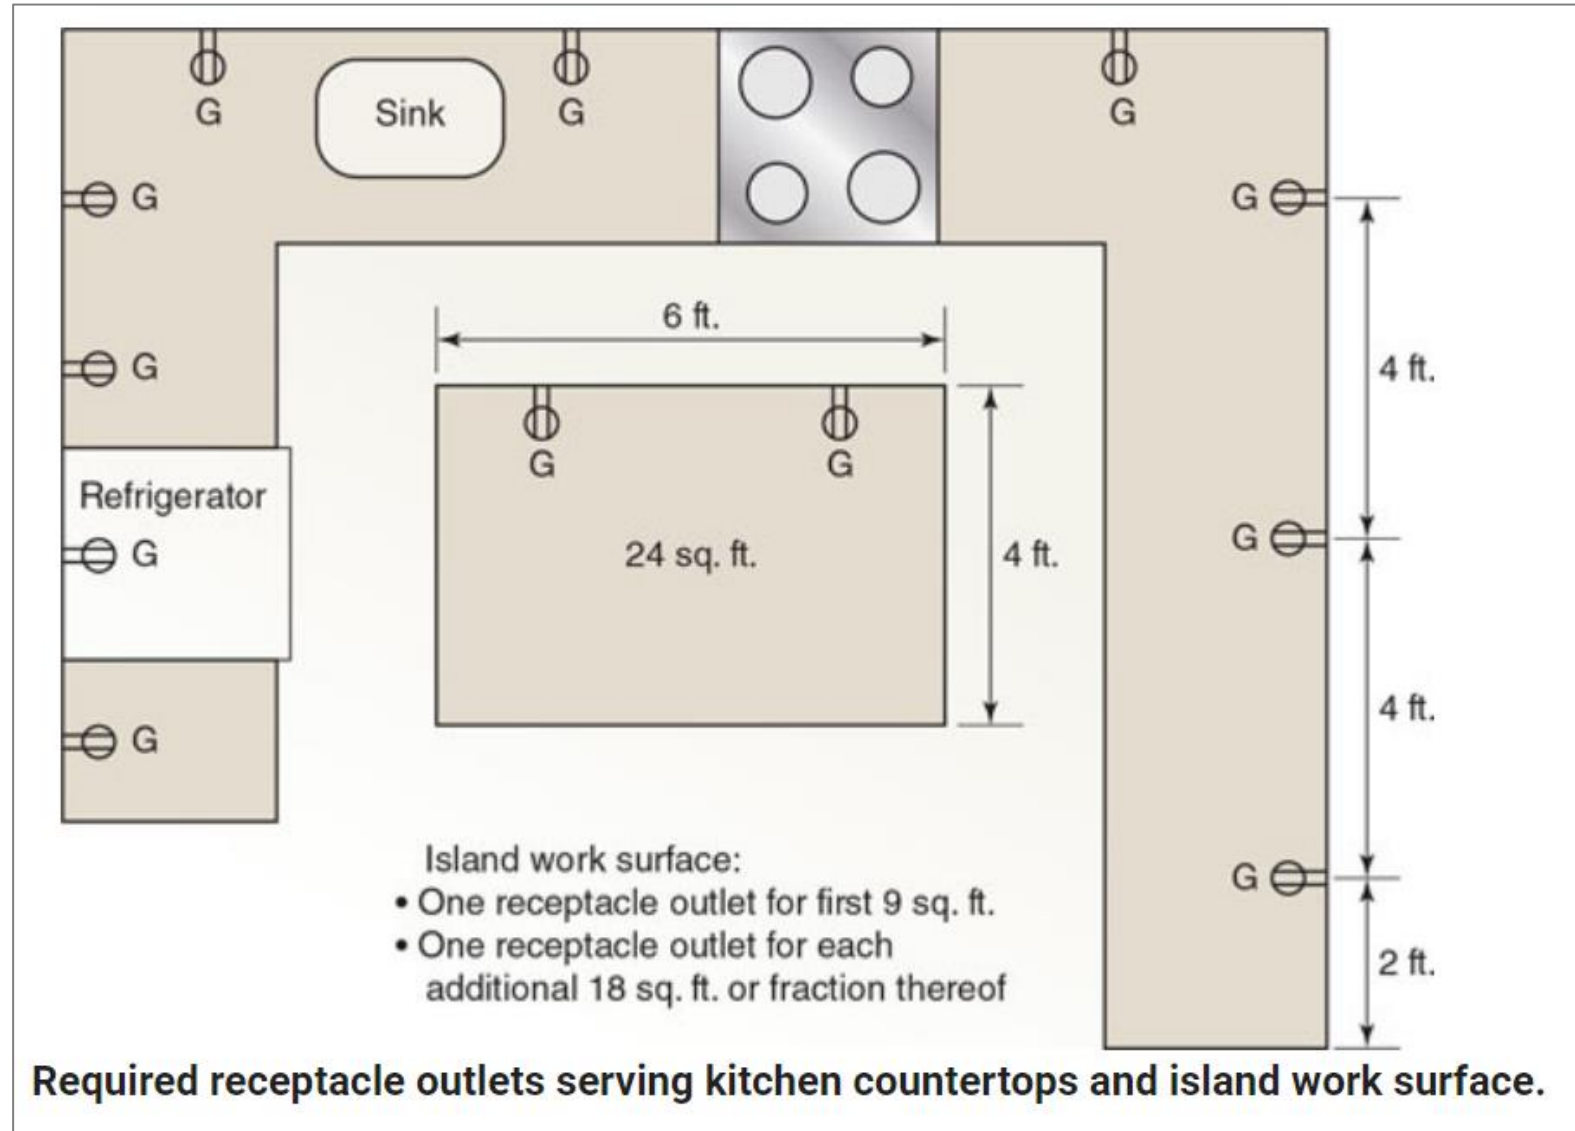 G
Sink
G
G
G
G
6 ft.
4 ft.
G
G
G
Refrigerator
G
24 sq. ft.
4 ft.
G
4 ft.
G
Island work surface:
• One receptacle outlet for first 9 sq. ft.
G
• One receptacle outlet for each
additional 18 sq. ft. or fraction thereof
2 ft.
Required receptacle outlets serving kitchen countertops and island work surface.